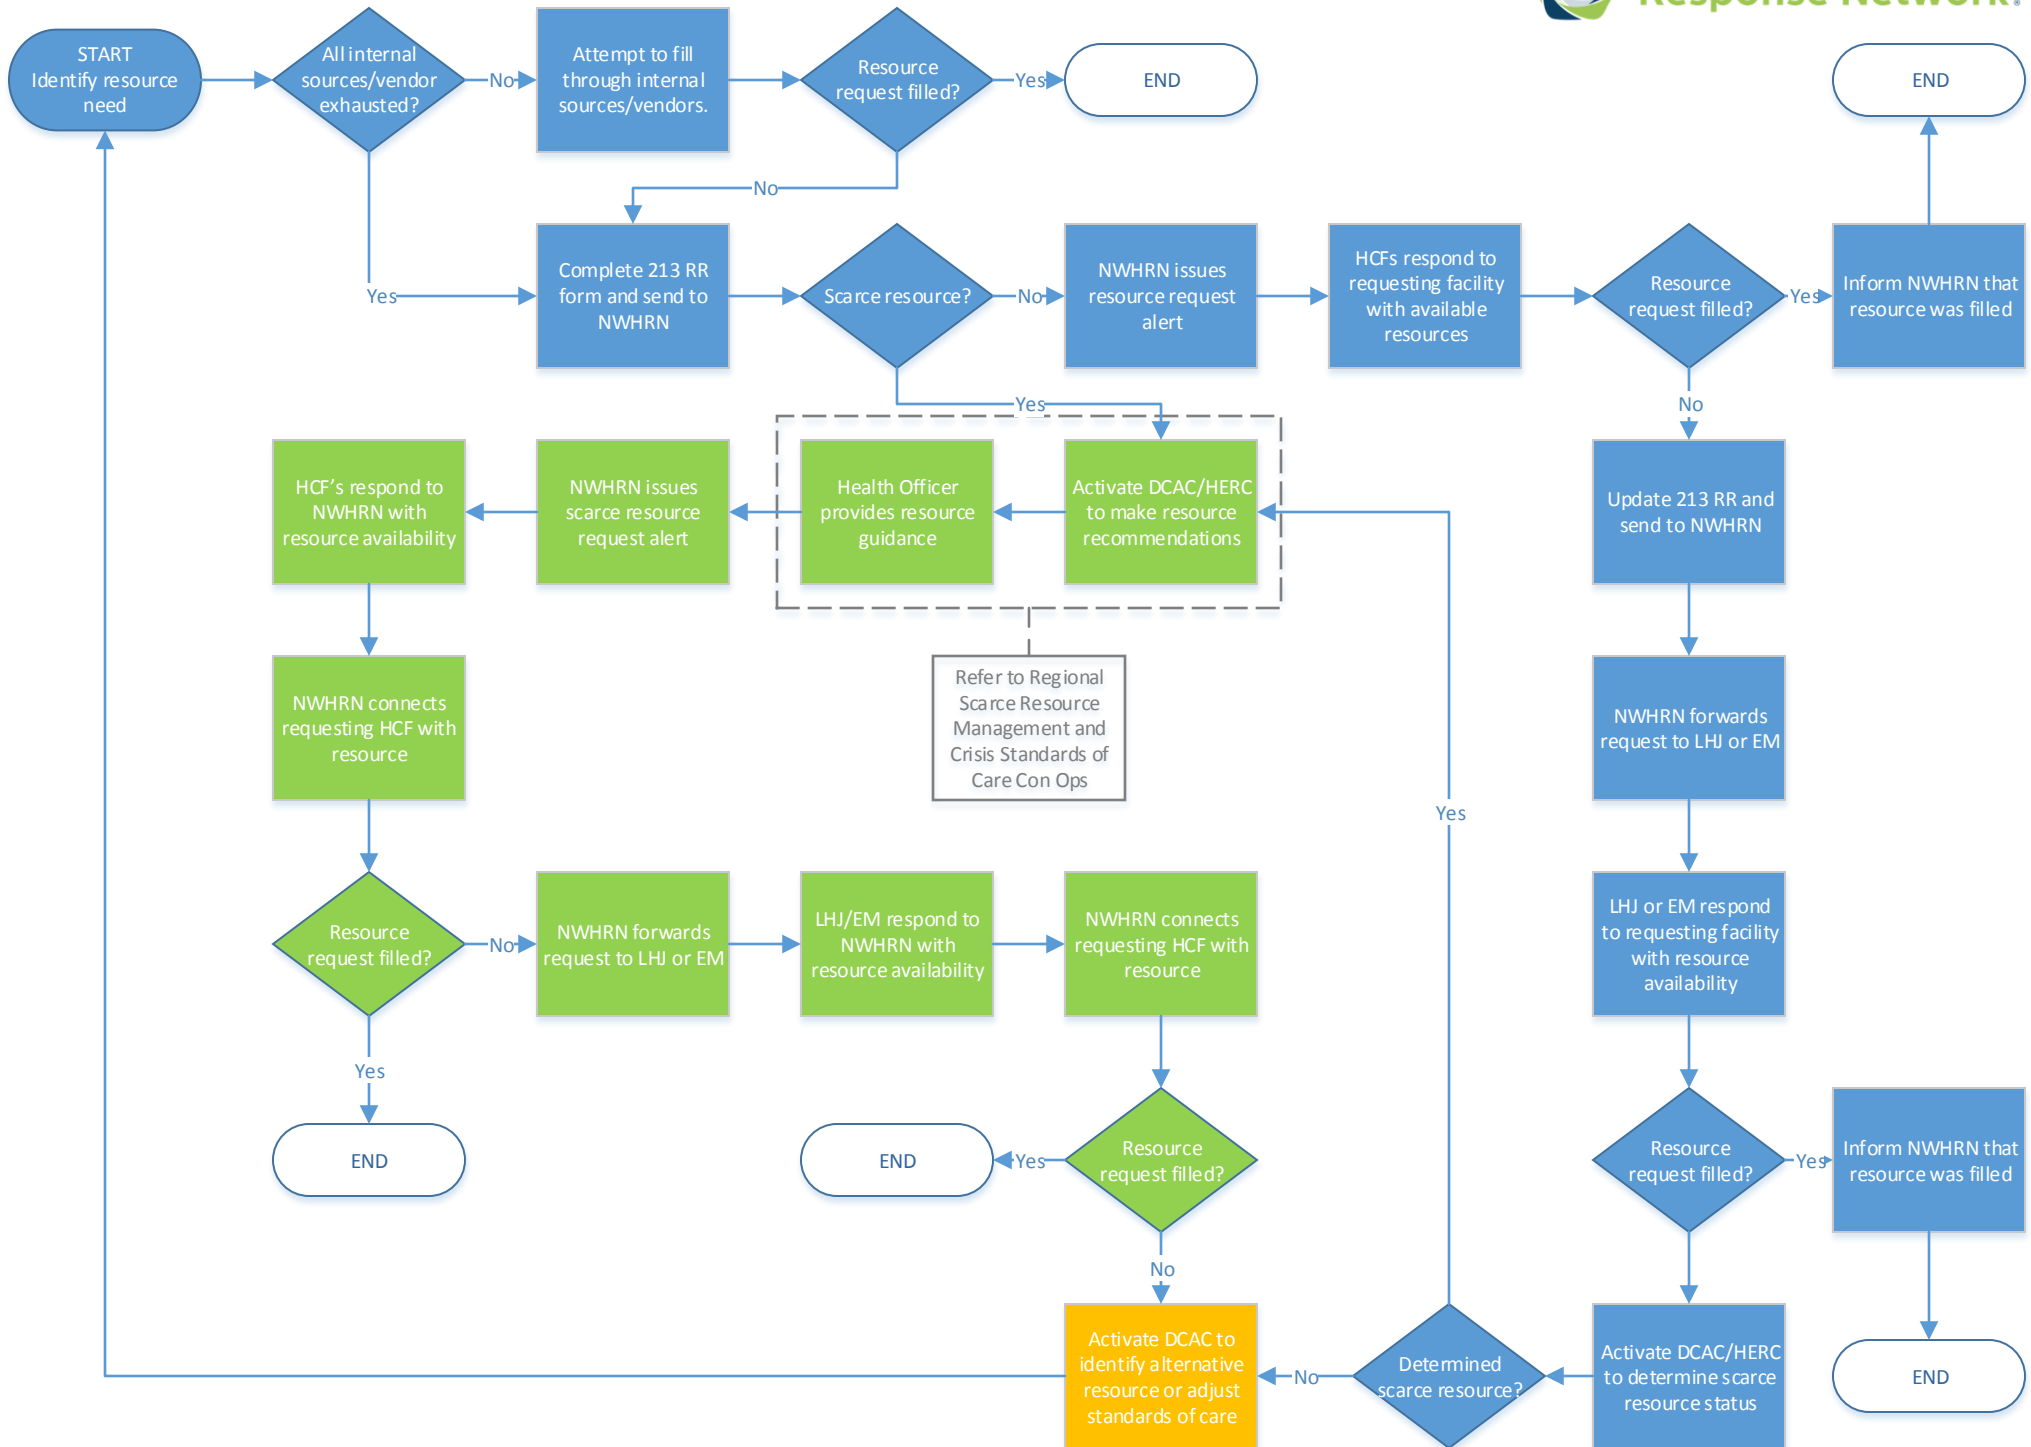 Response Network
START
Identify resource
need
All internal
sources/vendor
exhausted?
No
Attempt to fill
through internal
sources/vendors.
Resource
request filled?
Yes
END
END
No
Yes
Complete 213 RR
form and send to
NWHRN
Scarce resource?
No
NWHRN issues
resource request
alert
HCFs respond to
requesting facility
with available
resources
Resource
request filled?
Yes
Inform NWHRN that
resource was filled
Yes
No
HCF's respond to
NWHRN with
resource availability
NWHRN issues
scarce resource
request alert
Health Officer
provides resource
guidance
Activate DCAC/HERC
to make resource
recommendations
Update 213 RR and
send to NWHRN
NWHRN connects
requesting HCF with
resource
Refer to Regional
Scarce Resource
Management and
Crisis Standards of
Care Con Ops
NWHRN forwards
request to LHJ or EM
Yes
Resource
request filled?
No
NWHRN forwards
request to LHJ or EM
LHJ/EM respond to
NWHRN with
resource availability
NWHRN connects
requesting HCF with
resource
LHJ or EM respond
to requesting facility
with resource
availability
Yes
END
END
Yes
Resource
request filled?
Resource
request filled?
Yes
Inform NWHRN that
resource was filled
No
Activate DCAC to
identify alternative
resource or adjust
standards of care
No
Determined
scarce resource?
Activate DCAC/HERC
to determine scarce
resource status
END